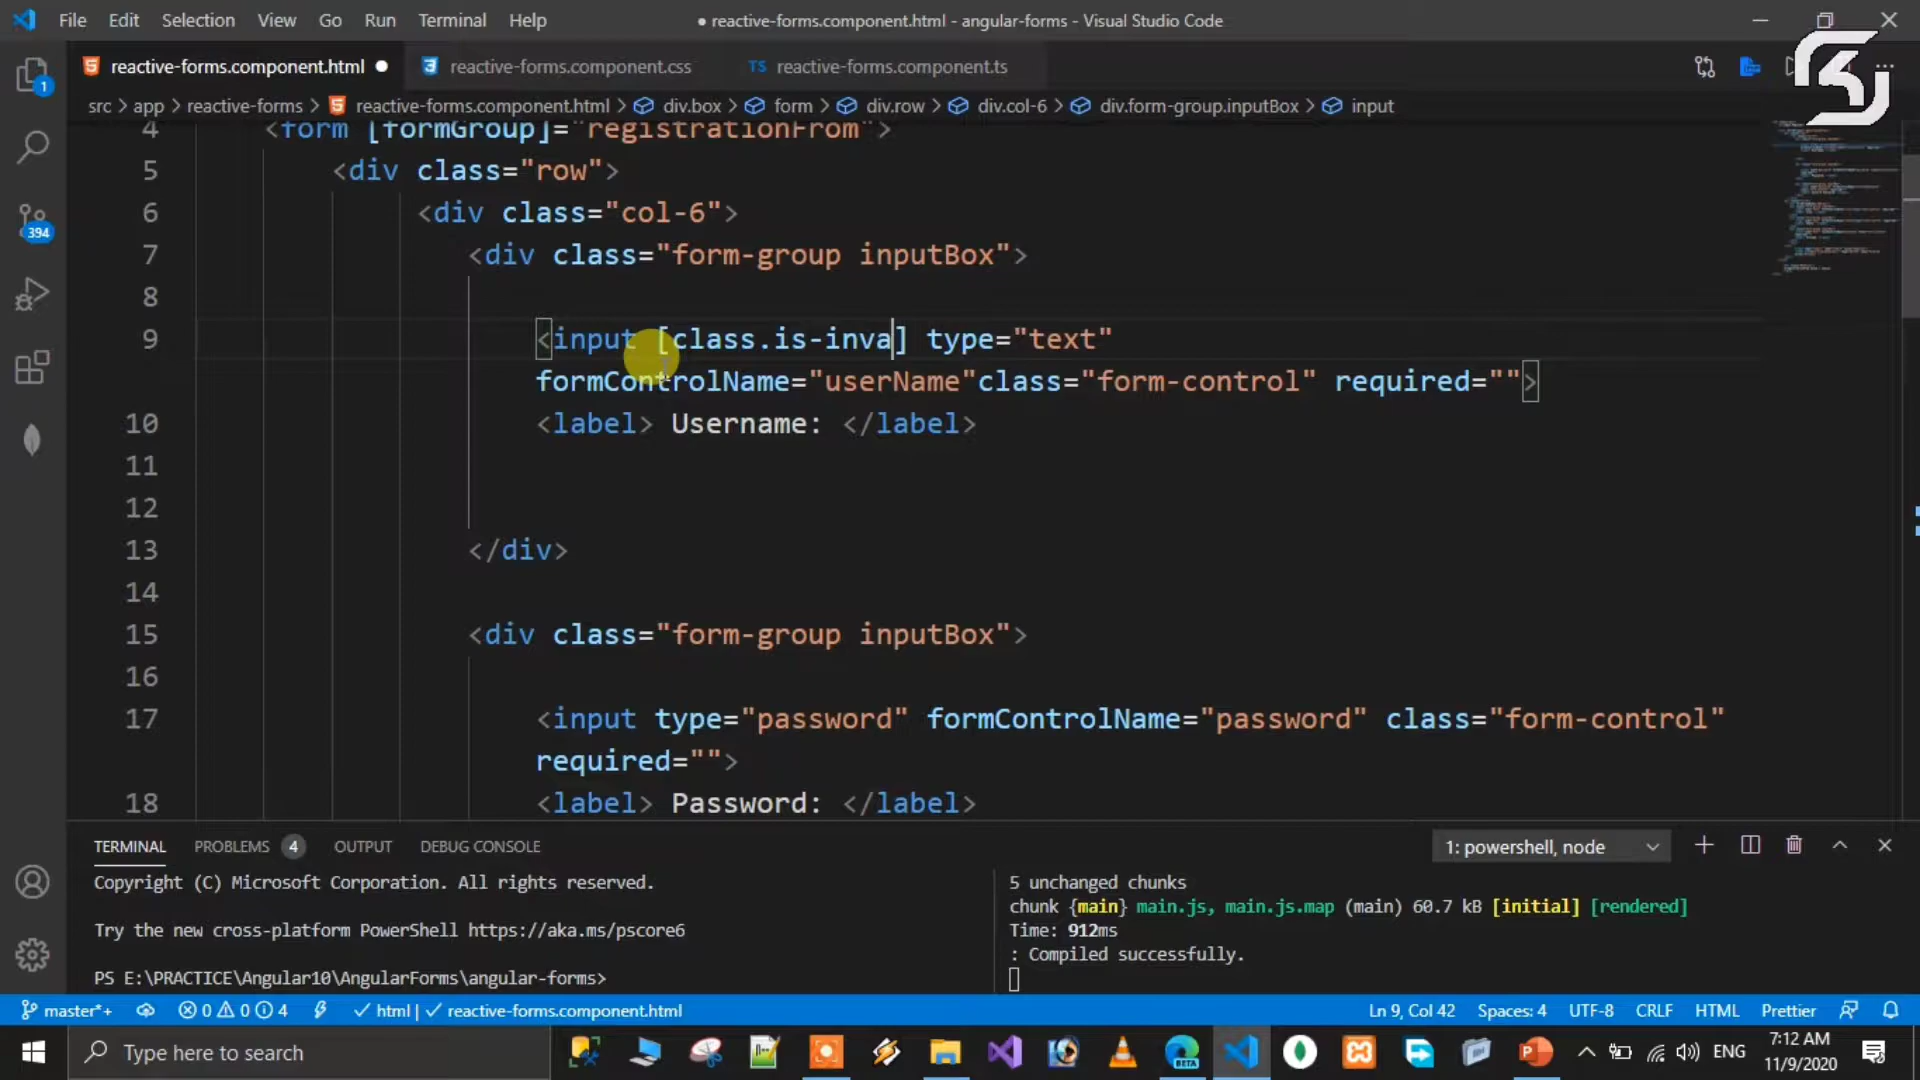 File Edit Selection View Go Run Terminal Help ● reactive-forms.component.html - angular-forms - Visual Studio Code
reactive-forms.component.html reactive-forms.component.css TS reactive-forms.component.ts
src > app > reactive-forms > reactive-forms.component.html > div.box > form > div.row > div.col-6 > div.form-group.inputBox > input
4 <form [formGroup]="registrationFrom">
5 <div class="row">
6 <div class="col-6">
7 <div class="form-group inputBox">
8
9 <input [class.is-inva] type="text"
formControlName="userName"class="form-control" required="">
10 <label> Username: </label>
11
12
13 </div>
14
15 <div class="form-group inputBox">
16
17 <input type="password" formControlName="password" class="form-control"
required="">
18 <label> Password: </label>
1
394
TERMINAL PROBLEMS 4 OUTPUT DEBUG CONSOLE 1: powershell, node
Copyright (C) Microsoft Corporation. All rights reserved.
Try the new cross-platform PowerShell https://aka.ms/pscore6
PS E:\PRACTICE\Angular10\AngularForms\angular-forms>
5 unchanged chunks
chunk {main} main.js, main.js.map (main) 60.7 kB [initial] [rendered]
Time: 912ms
: Compiled successfully.
master*+ 0 0 4 html | reactive-forms.component.html Ln 9, Col 42 Spaces: 4 UTF-8 CRLF HTML Prettier
Type here to search BETA ENG 7:12 AM
11/9/2020